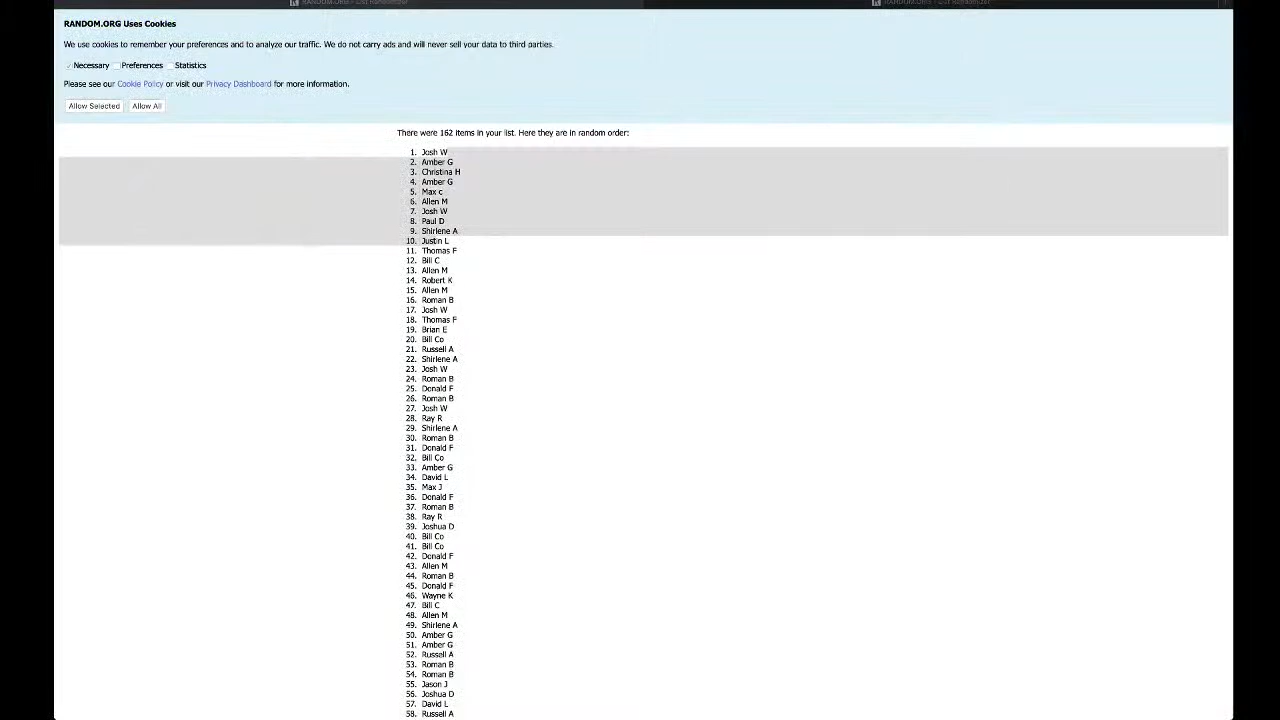 RANDOM.ORG - List Randomizer
RANDOM.ORG - List Randomizer
RANDOM.ORG Uses Cookies
We use cookies to remember your preferences and to analyze our traffic. We do not carry ads and will never sell your data to third parties.
Necessary Preferences Statistics
Please see our Cookie Policy or visit our Privacy Dashboard for more information.
Allow Selected Allow All
There were 162 items in your list. Here they are in random order:
1. Josh W
2. Amber G
3. Christina H
4. Amber G
5. Max c
6. Allen M
7. Josh W
8. Paul D
9. Shirlene A
10. Justin L
11. Thomas F
12. Bill C
13. Allen M
14. Robert K
15. Allen M
16. Roman B
17. Josh W
18. Thomas F
19. Brian E
20. Bill Co
21. Russell A
22. Shirlene A
23. Josh W
24. Roman B
25. Donald F
26. Roman B
27. Josh W
28. Ray R
29. Shirlene A
30. Roman B
31. Donald F
32. Bill Co
33. Amber G
34. David L
35. Max J
36. Donald F
37. Roman B
38. Ray R
39. Joshua D
40. Bill Co
41. Bill Co
42. Donald F
43. Allen M
44. Roman B
45. Donald F
46. Wayne K
47. Bill C
48. Allen M
49. Shirlene A
50. Amber G
51. Amber G
52. Russell A
53. Roman B
54. Roman B
55. Jason J
56. Joshua D
57. David L
58. Russell A